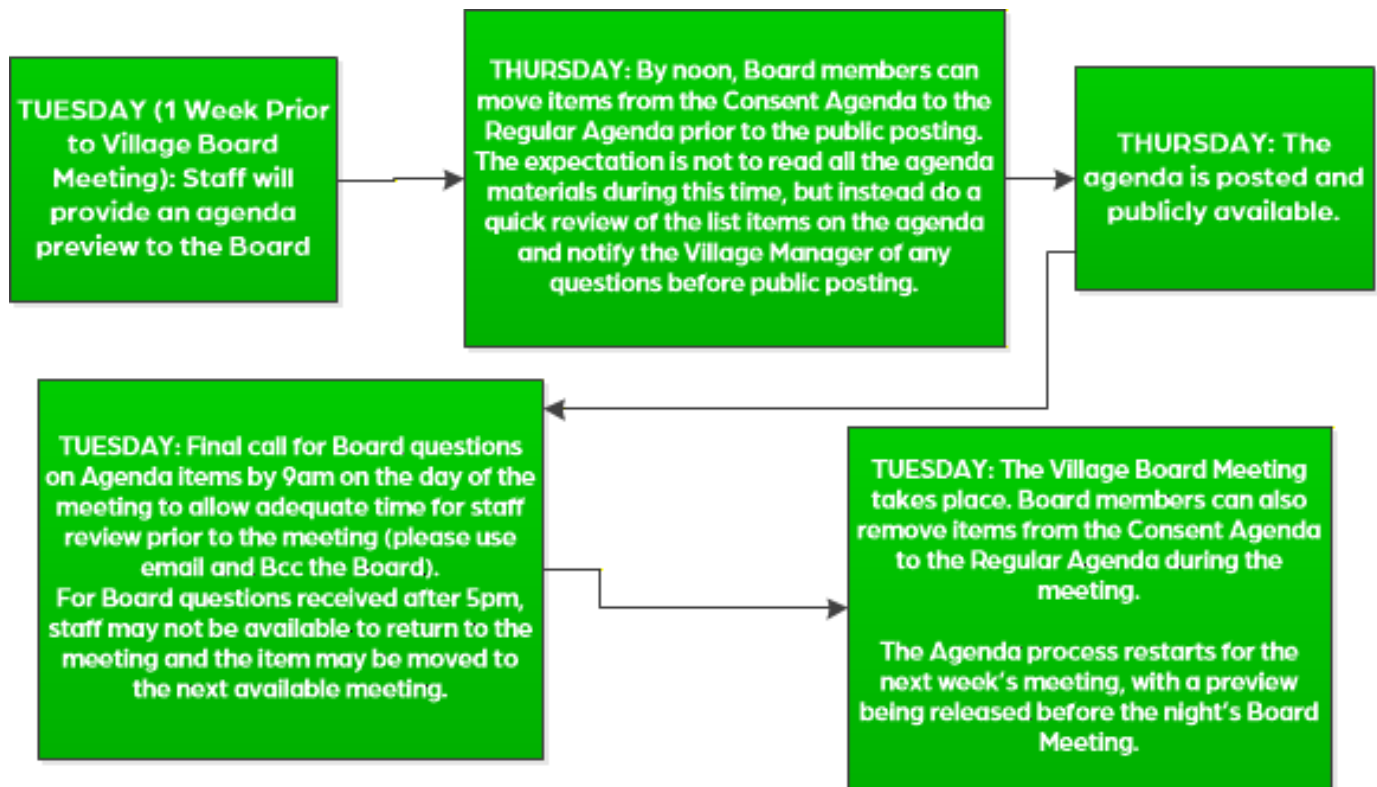 TUESDAY (1 Week Prior
to Village Board
Meeting): Staff will
provide an agenda
preview to the Board
THURSDAY: By noon, Board members can
move items from the Consent Agenda to the
Regular Agenda prior to the public posting.
The expectation is not to read all the agenda
materials during this time, but instead do a
quick review of the list items on the agenda
and notify the Village Manager of any
questions before public posting.
THURSDAY: The
agenda is posted and
publicly available.
TUESDAY: Final call for Board questions
on Agenda items by 9am on the day of the
meeting to allow adequate time for staff
review prior to the meeting (please use
email and Bcc the Board).
For Board questions received after 5pm,
staff may not be available to return to the
meeting and the item may be moved to
the next available meeting.
TUESDAY: The Village Board Meeting
takes place. Board members can also
remove items from the Consent Agenda
to the Regular Agenda during the
meeting.
The Agenda process restarts for the
next week's meeting, with a preview
being released before the night's Board
Meeting.